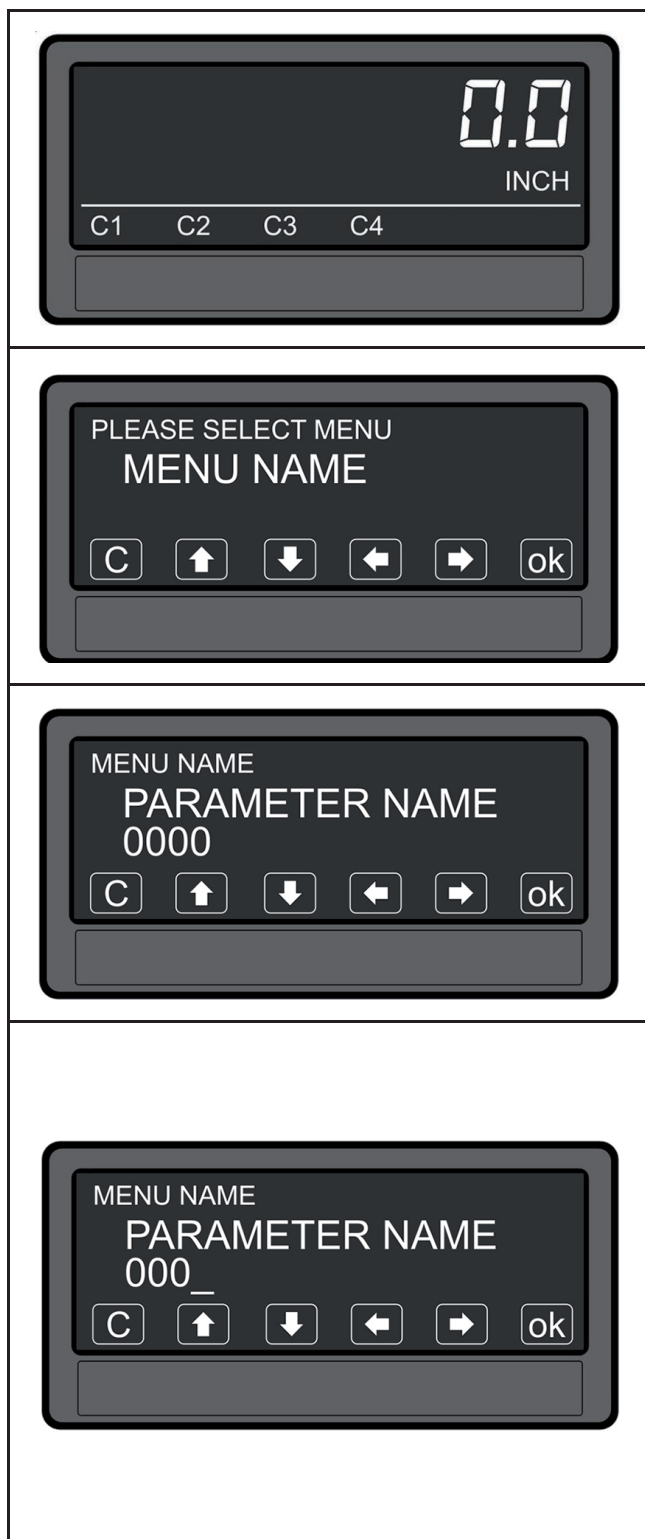 0.0
INCH
C1 C2 C3 C4
PLEASE SELECT MENU
MENU NAME
C ok
MENU NAME
PARAMETER NAME
0000
C ok
MENU NAME
PARAMETER NAME
000_
C ok